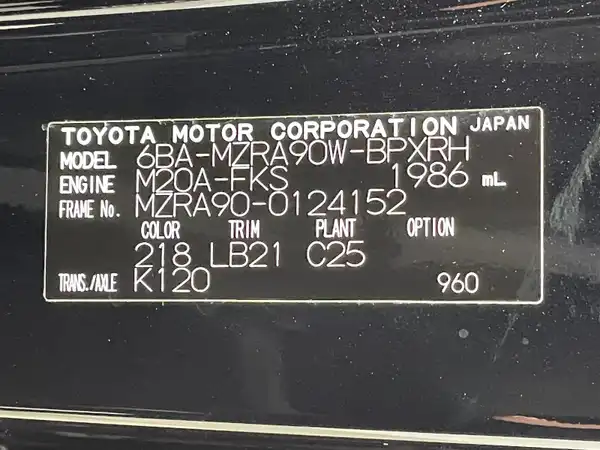 TOYOTA MOTOR CORPORATION JAPAN
MODEL 6BA-MZRA90W-BPXRH
ENGINE M20A-FKS 1986 mL
FRAME No. MZRA90-0124152
COLOR TRIM PLANT OPTION
218 LB21 C25
TRANS./AXLE K120 960